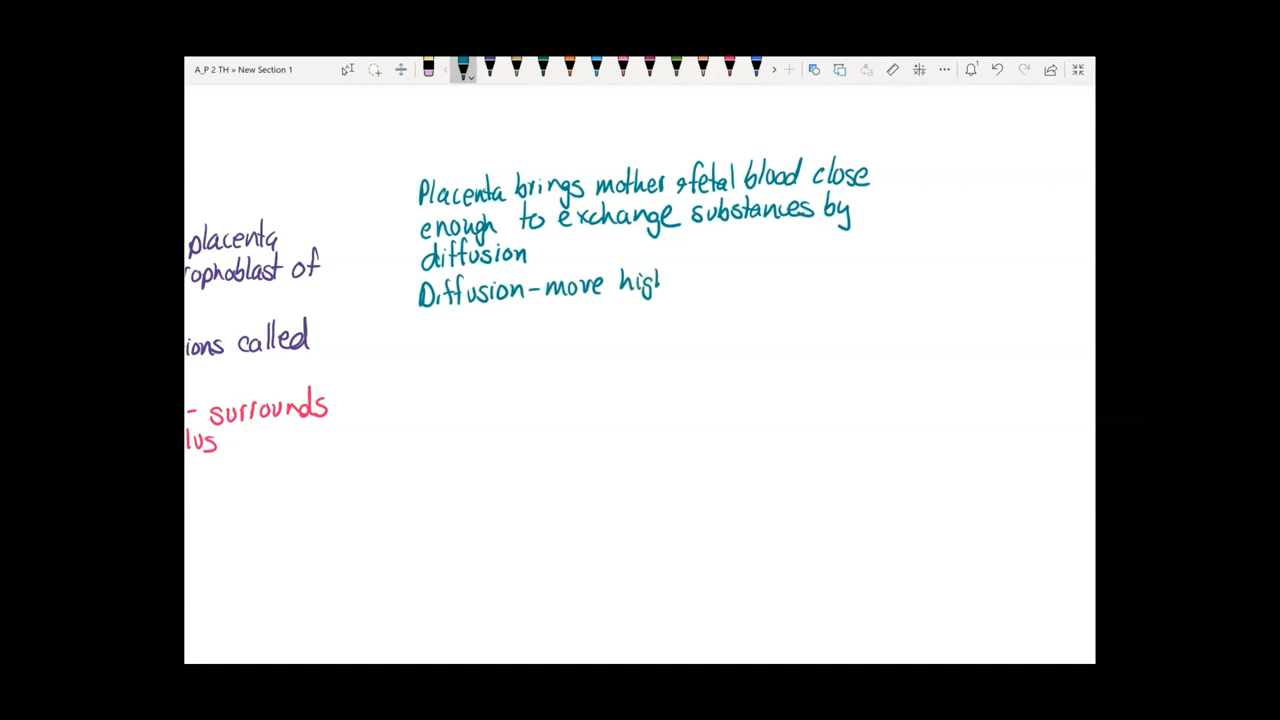 A_P 2 TH » New Section 1
placenta
rophoblast of
ions called
- surrounds
lus
Placenta brings mother & fetal blood close
enough to exchange substances by
diffusion
Diffusion - move high